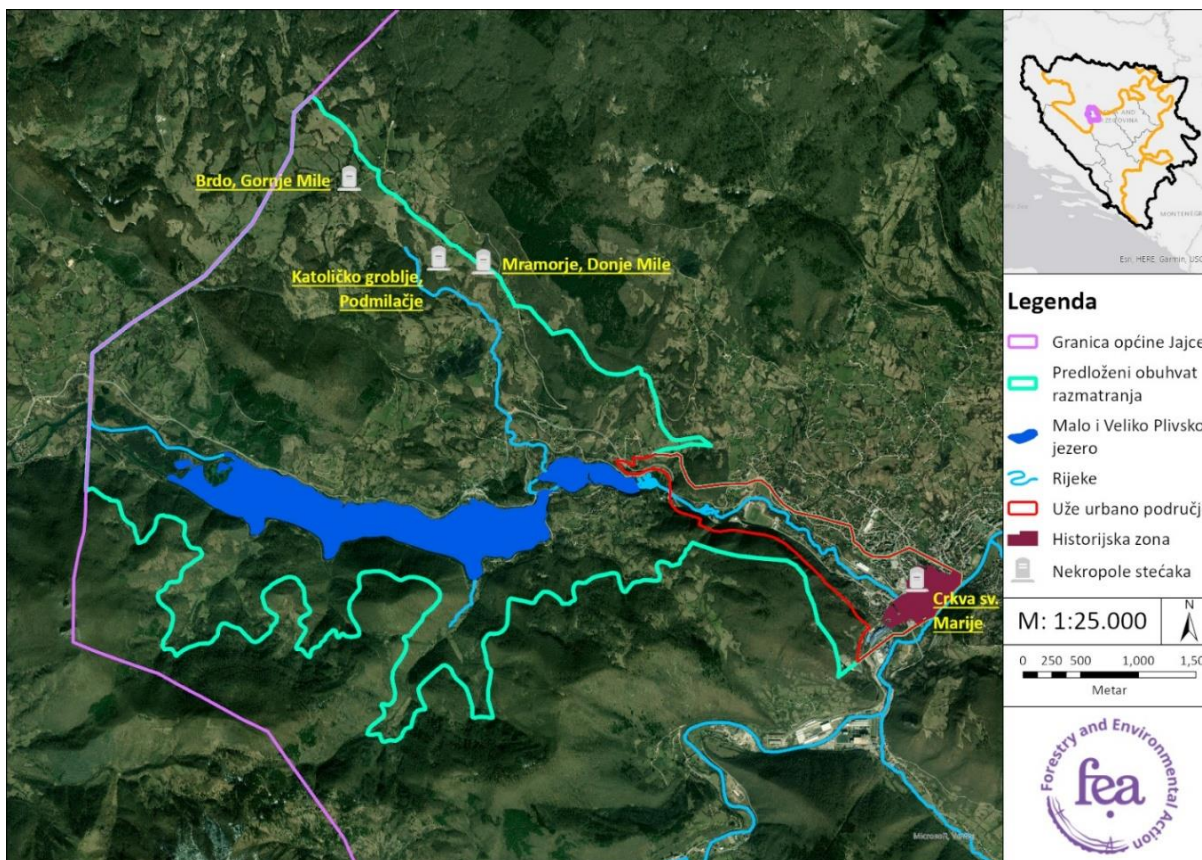 Brdo, Gornje Mile
Katoličko groblje,
Podmilačje
Mramorje, Donje Mile
Crkva sv.
Marije
MONTENEGR
Esri, HERE, Garmin, USG
Legenda
Granica općine Jajce
Predloženi obuhvat
razmatranja
Malo i Veliko Plivsko
jezero
Rijeke
Uže urbano područj
Historijska zona
Nekropole stećaka
M: 1:25.000
N
0 250 500 1,000 1,50
Metar
Forestry and Environmental Action
fea